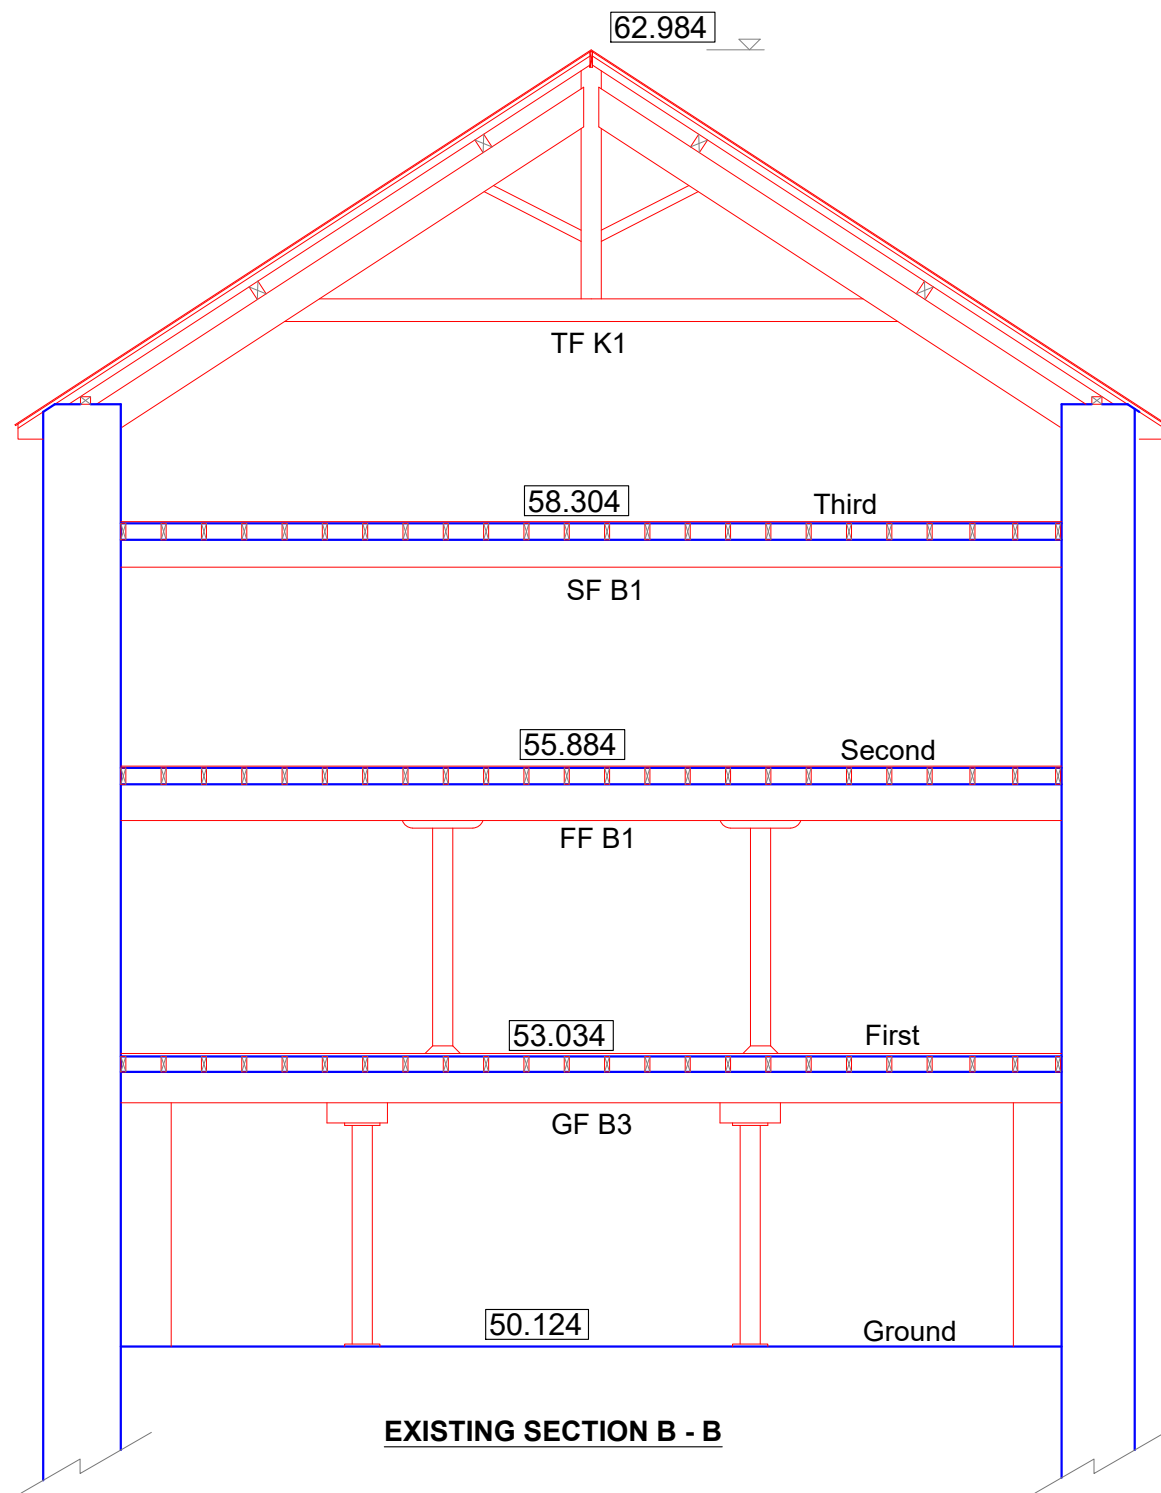 62.984
TF K1
58.304
Third
SF B1
55.884
Second
FF B1
53.034
First
GF B3
50.124
Ground
EXISTING SECTION B - B